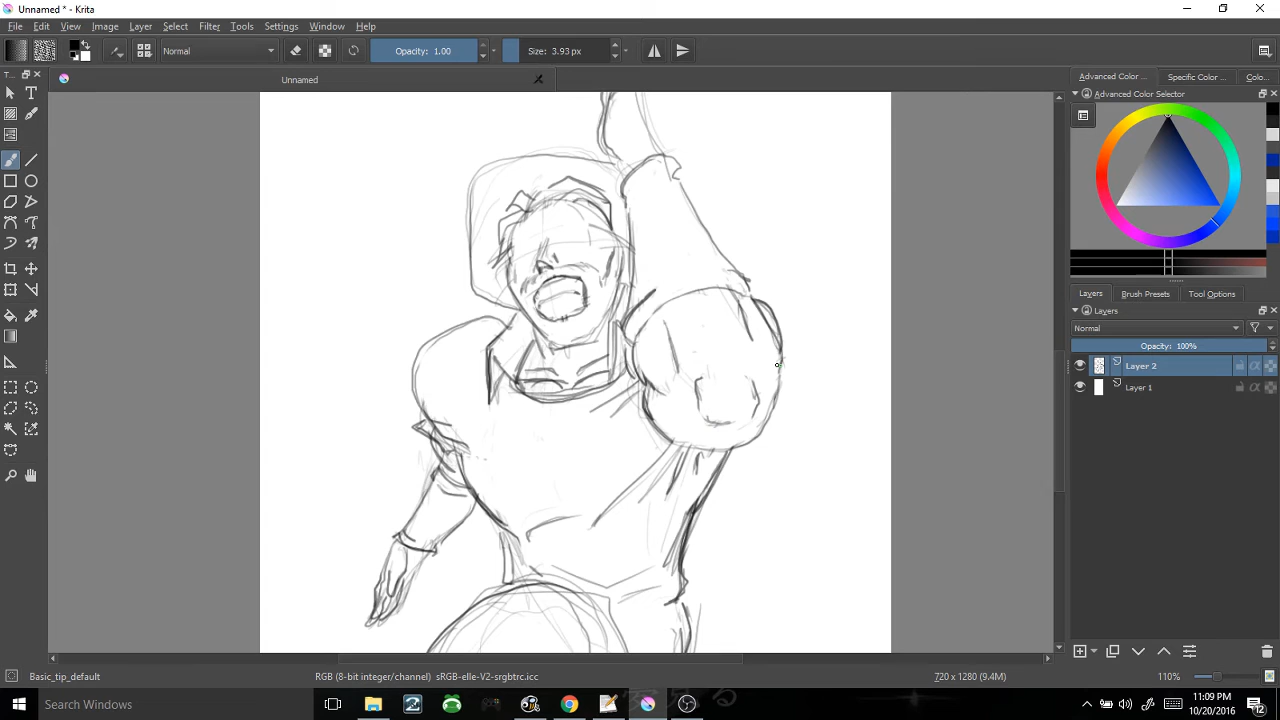 Unnamed * - Krita
File Edit View Image Layer Select Filter Tools Settings Window Help
Normal Opacity: 1.00 Size: 3.93 px
T... Unnamed Advanced Color ... Specific Color ... Colo...
Advanced Color Selector
Layers Brush Presets Tool Options
Layers
Normal
Opacity: 100%
Layer 2
Layer 1
Basic_tip_default RGB (8-bit integer/channel) sRGB-elle-V2-srgbtrc.icc 720 x 1280 (9.4M) 110%
Search Windows 11:09 PM
10/20/2016